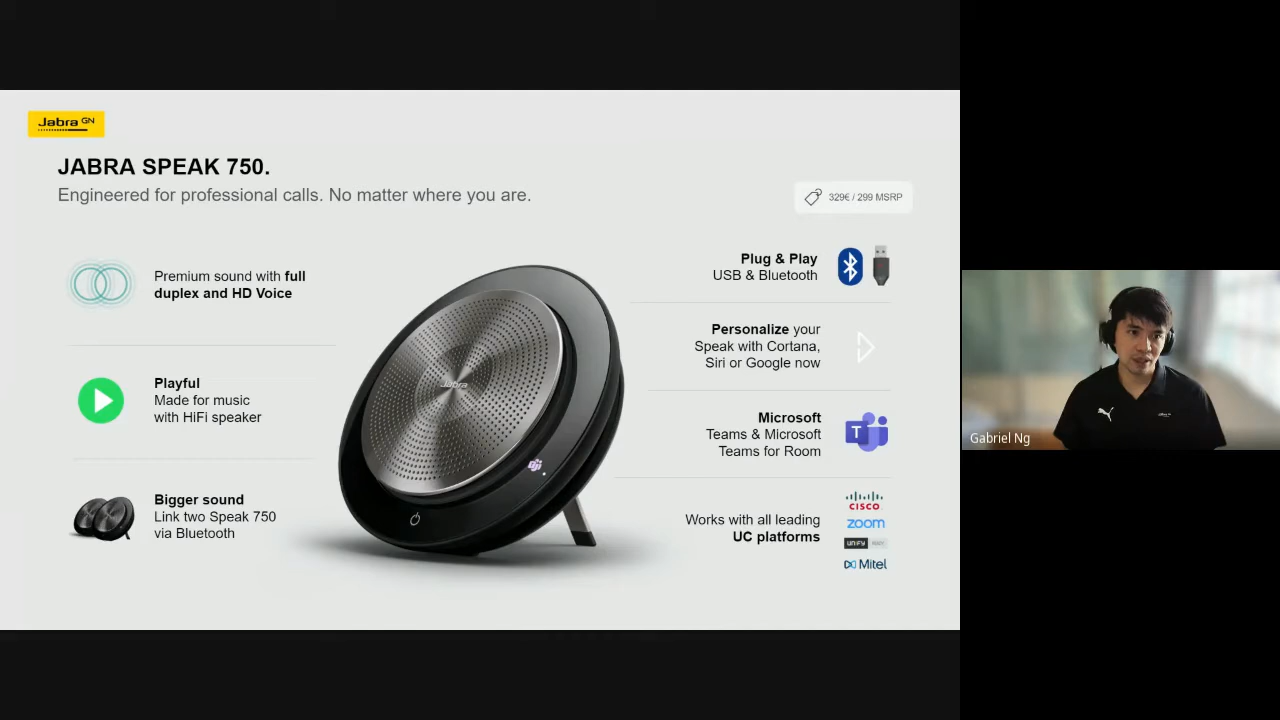 Jabra GN
JABRA SPEAK 750.
Engineered for professional calls. No matter where you are.
329€ / 299 MSRP
Premium sound with full
duplex and HD Voice
Playful
Made for music
with HiFi speaker
Bigger sound
Link two Speak 750
via Bluetooth
Jabra
Plug & Play
USB & Bluetooth
Personalize your
Speak with Cortana,
Siri or Google now
Microsoft
Teams & Microsoft
Teams for Room
T
Works with all leading
UC platforms
CISCO
zoom
UNIFY
Mitel
Gabriel Ng